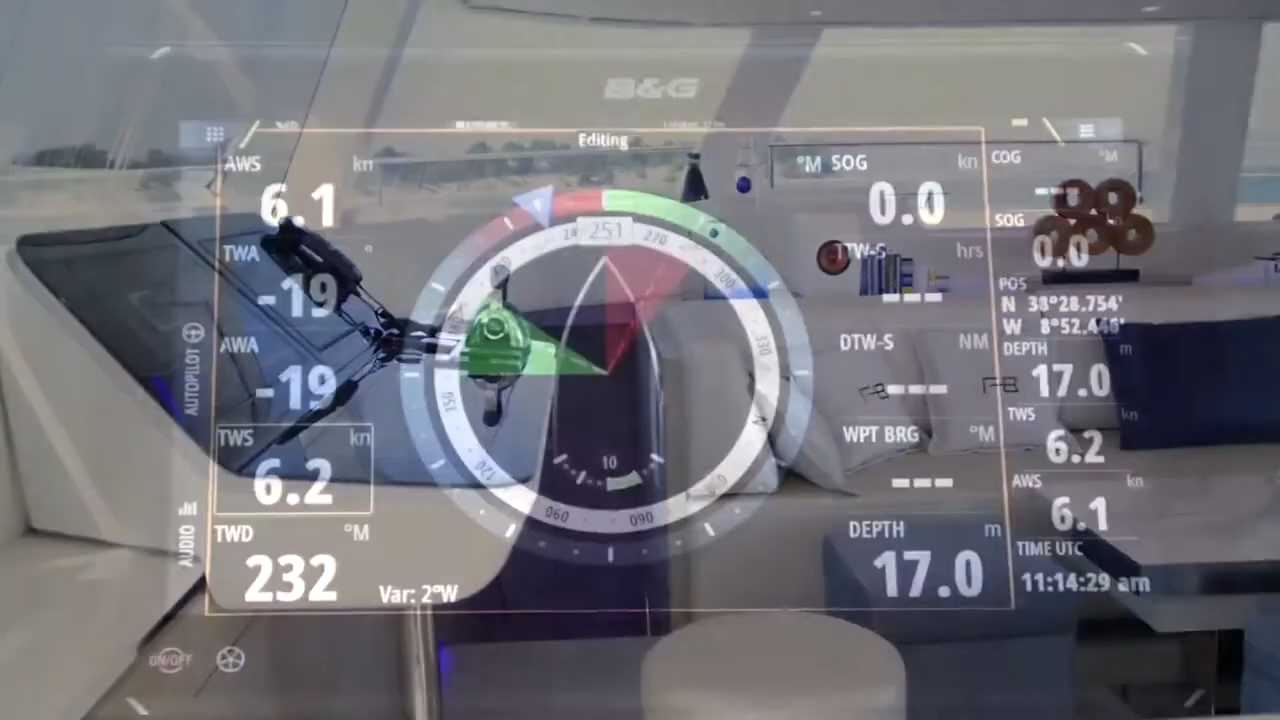 B&G
Editing
AWS kn
6.1
TWA °
-19
AWA
-19
TWS kn
6.2
TWD °M
232
Var: 2°W
AUTOPILOT
AUDIO
ON/OFF
251
270
300
330
N
150
120
060
090
10
°M SOG kn
0.0
TTW-S hrs
---
DTW-S NM
---
WPT BRG °M
---
DEPTH m
17.0
COG °M
---
SOG
0.0
POS
N 38°28.754'
W 8°52.446'
DEPTH m
17.0
TWS kn
6.2
AWS kn
6.1
TIME UTC
11:14:29 am